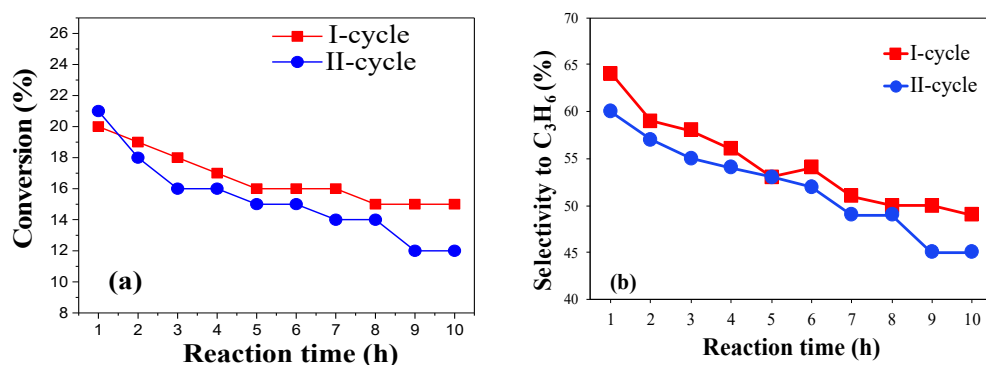 26
24
22
20
18
16
14
12
10
8
Conversion (%)
I-cycle
II-cycle
(a)
1 2 3 4 5 6 7 8 9 10
Reaction time (h)
70
65
60
55
50
45
40
Selectivity to C₃H₆ (%)
I-cycle
II-cycle
(b)
1 2 3 4 5 6 7 8 9 10
Reaction time (h)